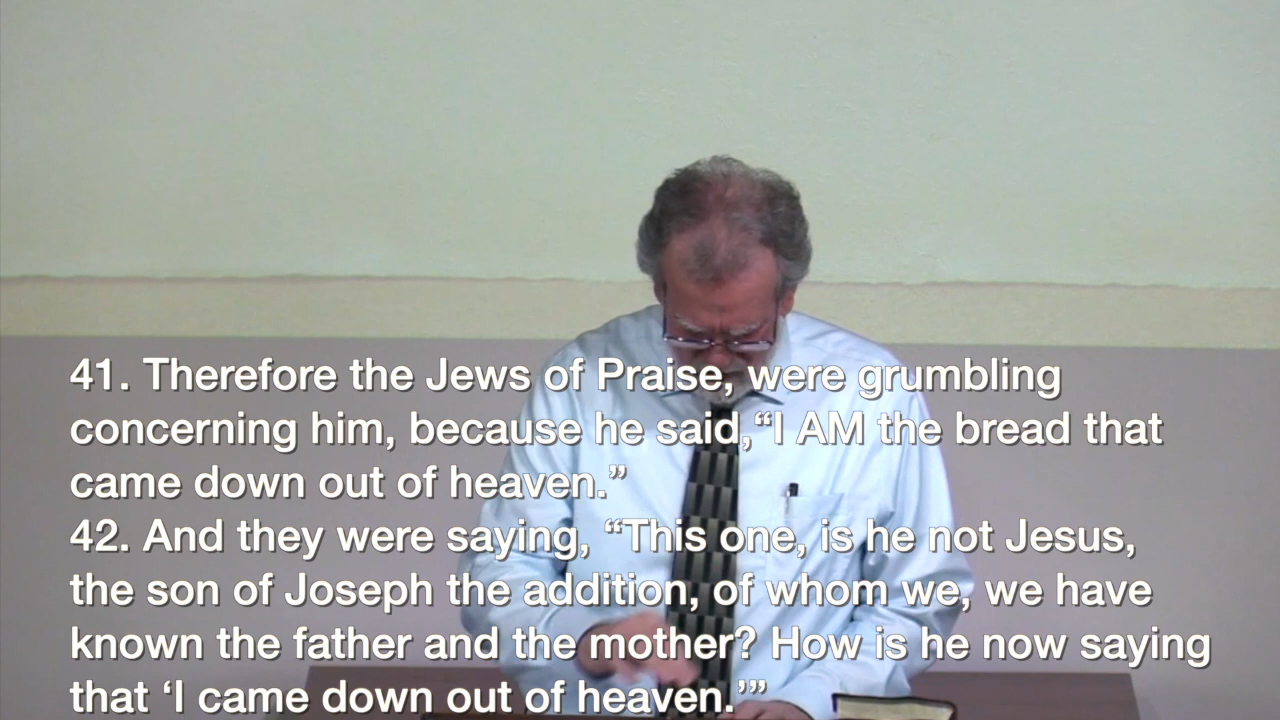 41. Therefore the Jews of Praise, were grumbling
concerning him, because he said,“I AM the bread that
came down out of heaven.”
42. And they were saying, “This one, is he not Jesus,
the son of Joseph the addition, of whom we, we have
known the father and the mother? How is he now saying
that ‘I came down out of heaven.’”